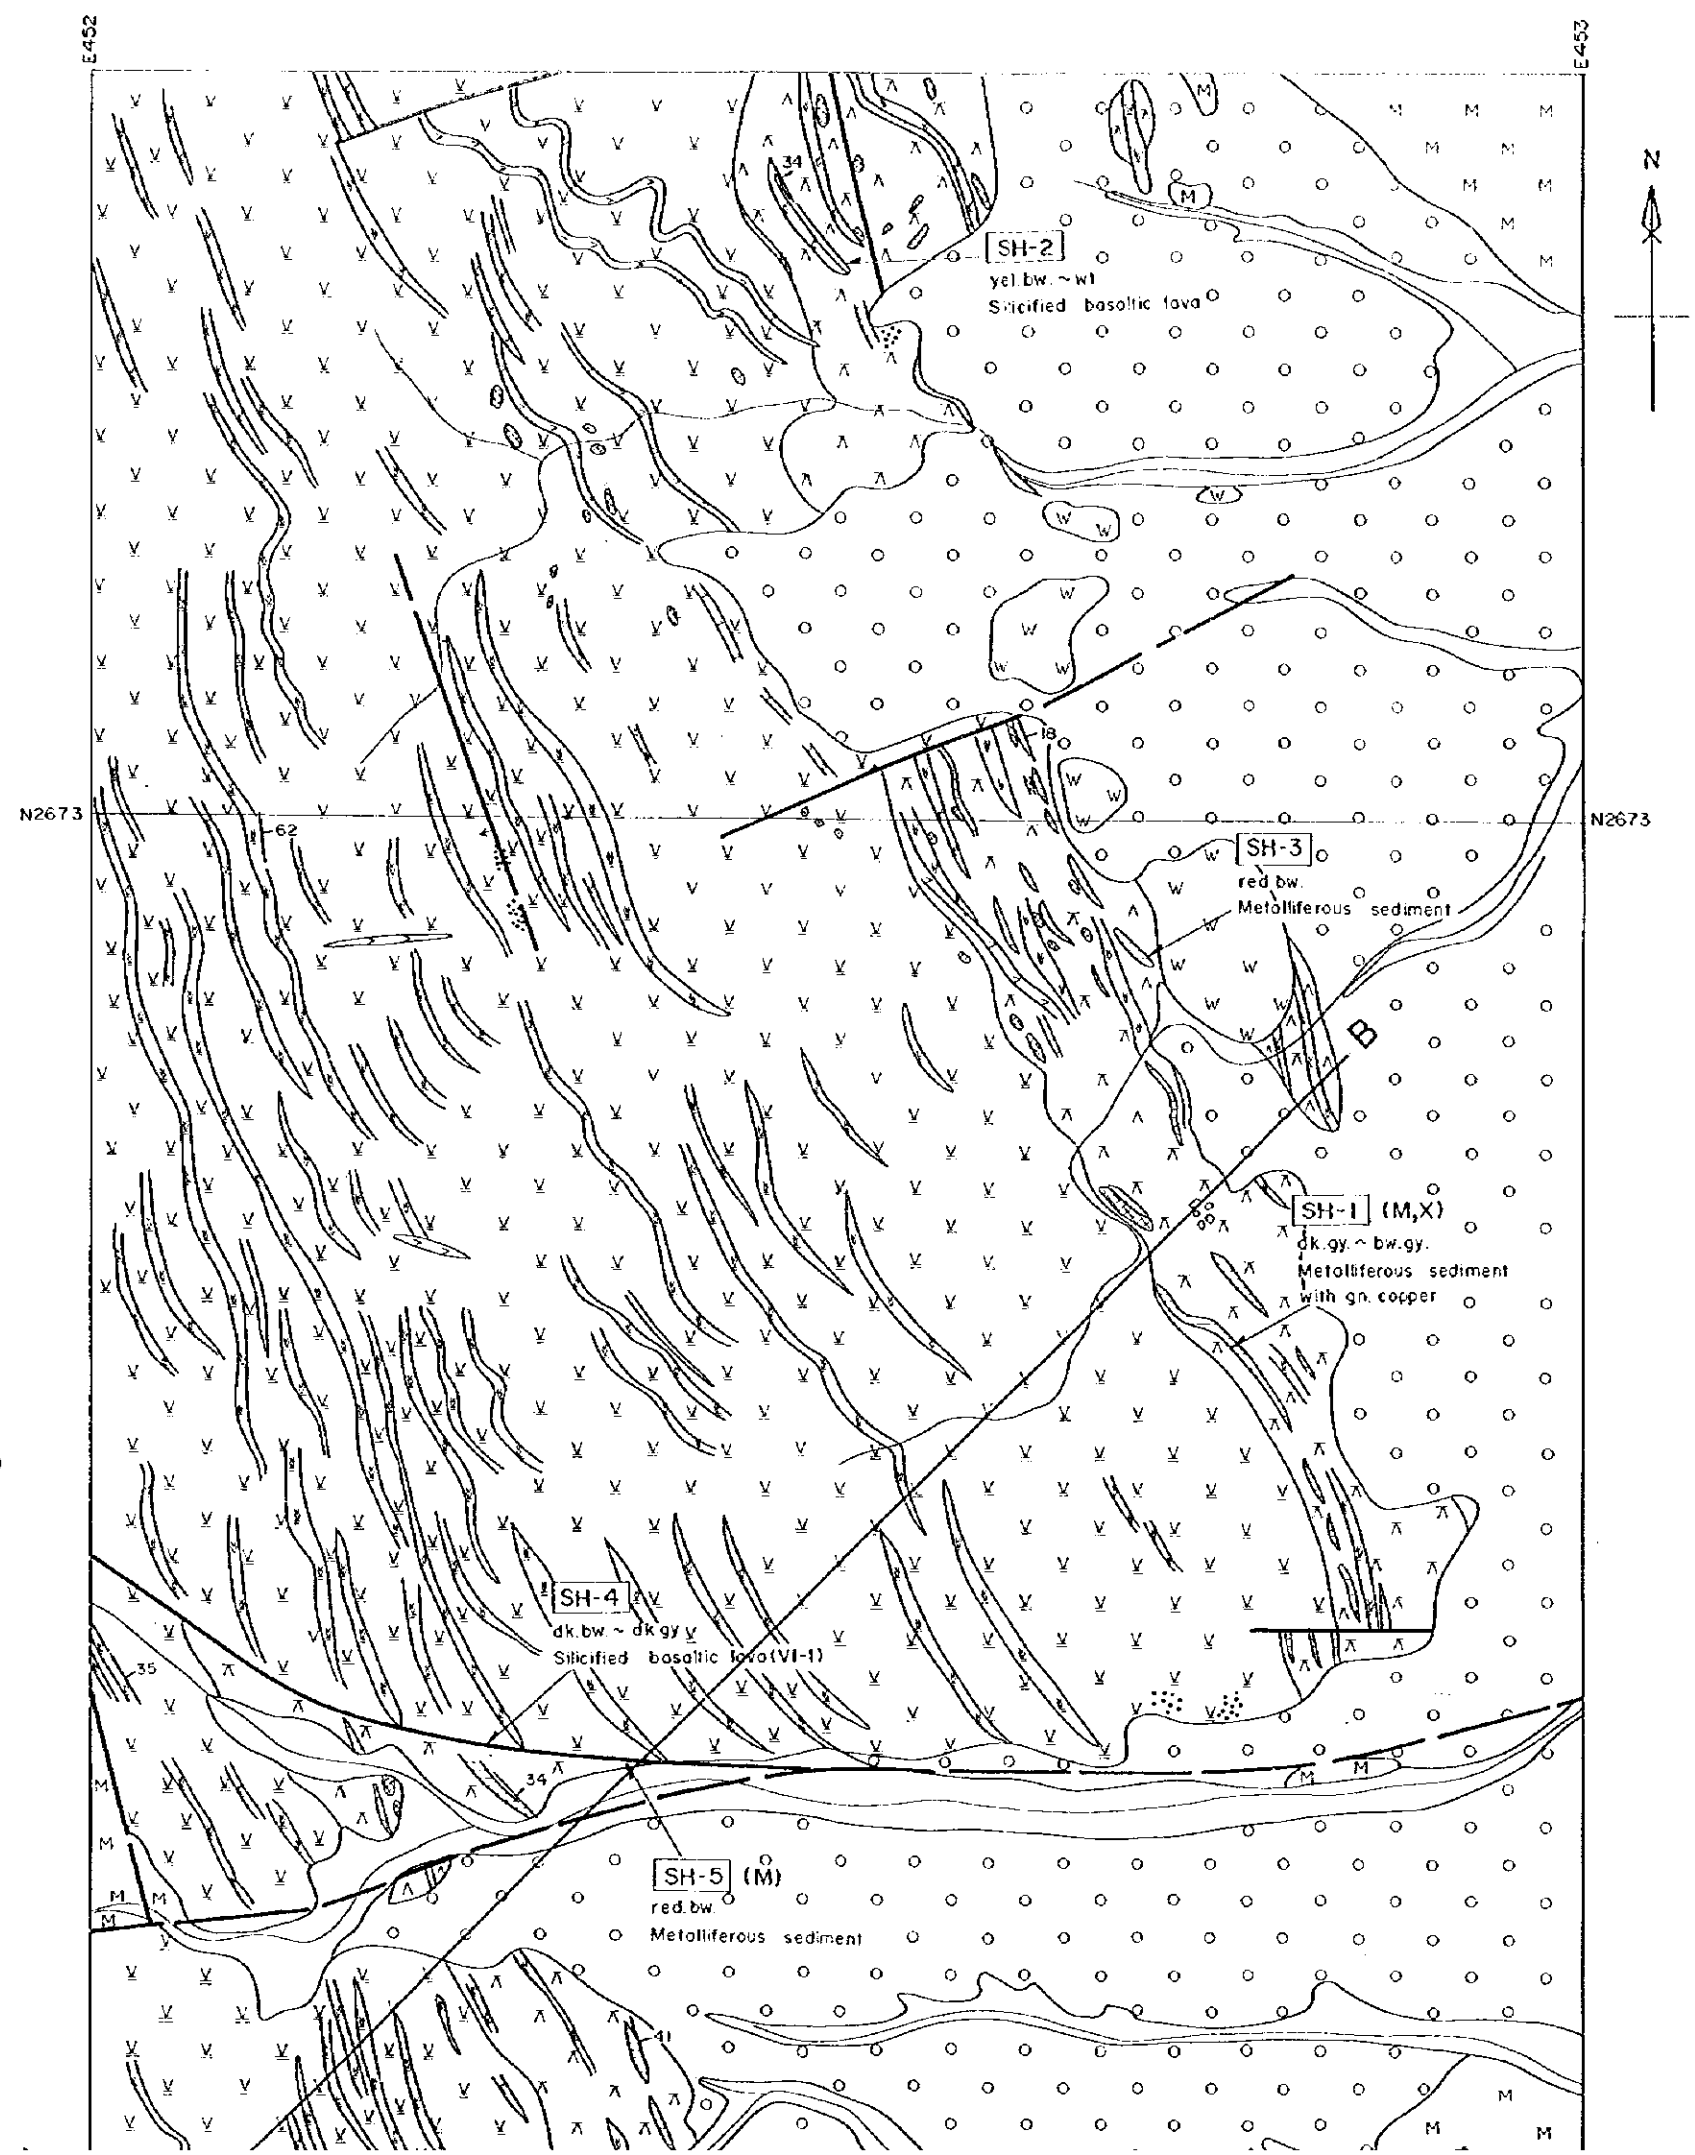 E452
E453
N
34
SH-2
yel.bw. ~ wt
Silicified basaltic lava
18
N2673
N2673
62
SH-3
red.bw.
Metalliferous sediment
B
SH-1 (M,X)
dk.gy. ~ bw.gy.
Metalliferous sediment
with gn. copper
SH-4
dk.bw. ~ dk gy
Silicified basaltic lava (VI-1)
35
34
SH-5 (M)
red.bw.
Metalliferous sediment
41